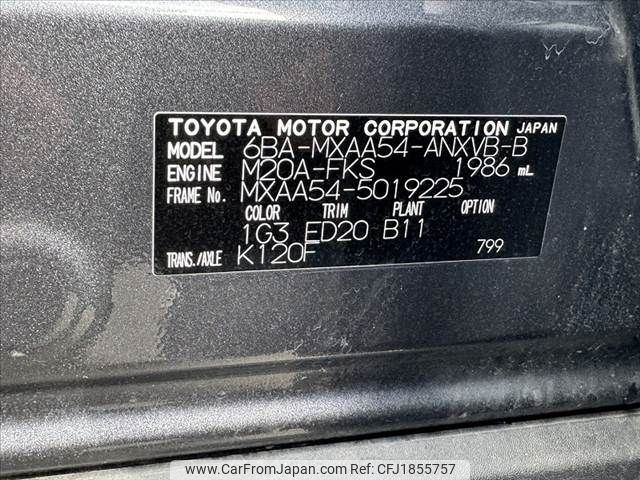 TOYOTA MOTOR CORPORATION JAPAN
MODEL 6BA-MXAA54-ANXVB-B
ENGINE M20A-FKS 1986 mL
FRAME No. MXAA54-5019225
COLOR TRIM PLANT OPTION
1G3 ED20 B11
TRANS./AXLE K120F 799
www.CarFromJapan.com Ref No: CFJ1855757